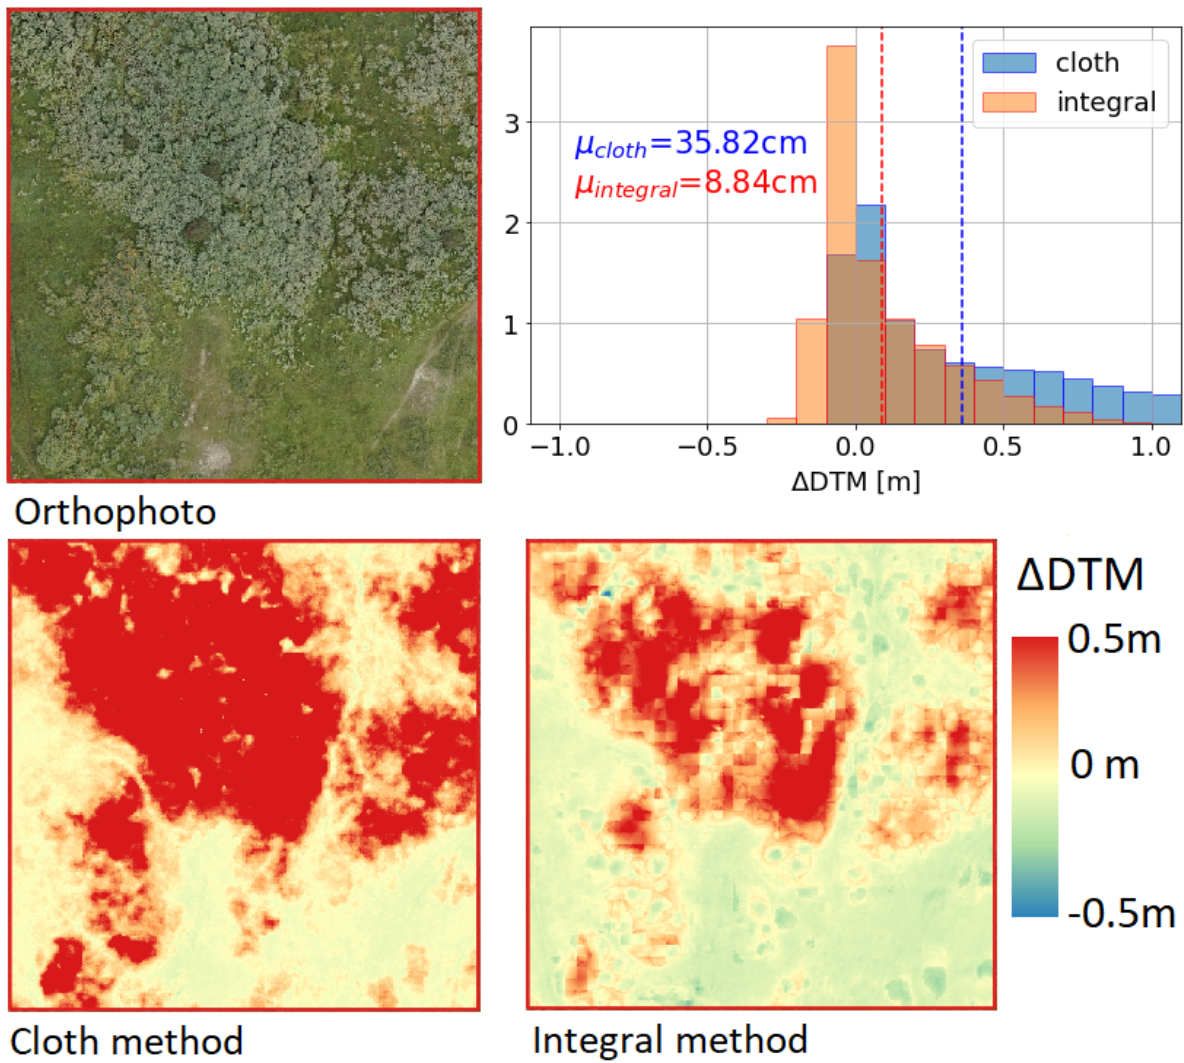 cloth
integral
μcloth=35.82cm
μintegral=8.84cm
3
2
1
0
−1.0 −0.5 0.0 0.5 1.0
ΔDTM [m]
Orthophoto
ΔDTM
0.5m
0 m
-0.5m
Cloth method
Integral method